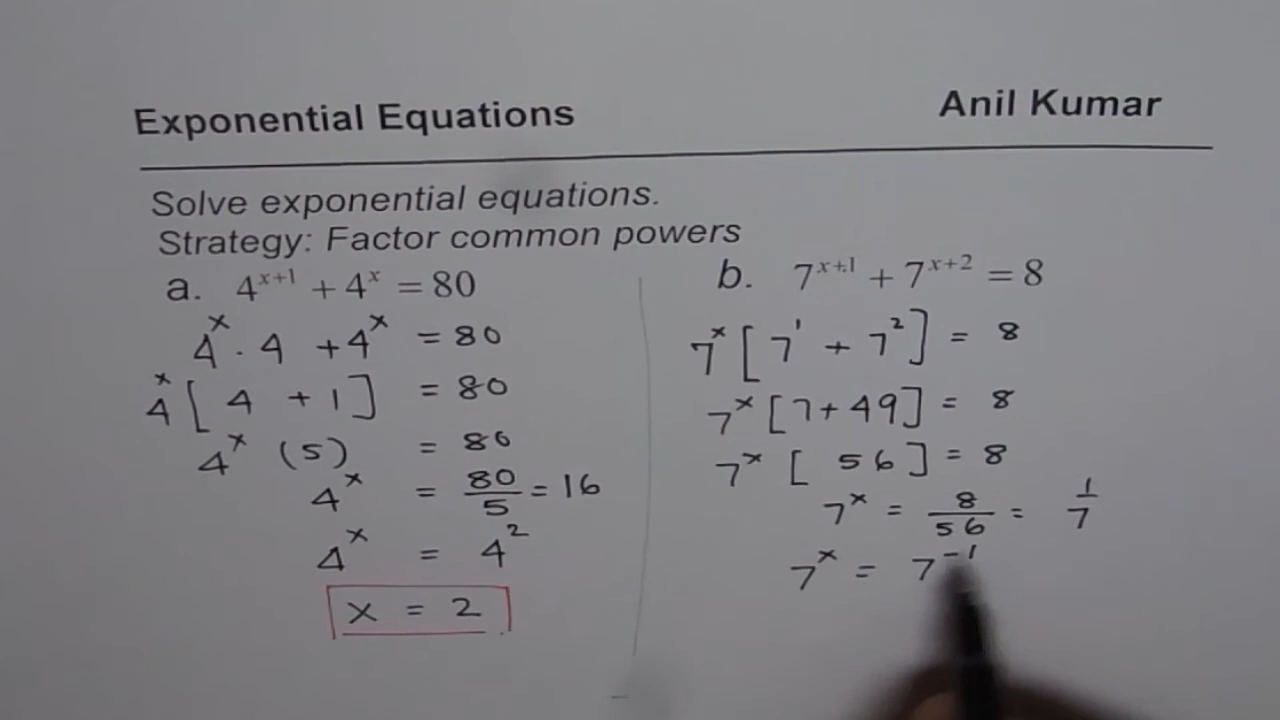 Exponential Equations
Anil Kumar
Solve exponential equations.
Strategy: Factor common powers
a. 4^{x+1} + 4^x = 80
4^x · 4 + 4^x = 80
4^x [4 + 1] = 80
4^x (5) = 80
4^x = 80/5 = 16
4^x = 4^2
x = 2
b. 7^{x+1} + 7^{x+2} = 8
7^x [7^1 + 7^2] = 8
7^x [7 + 49] = 8
7^x [56] = 8
7^x = 8/56 = 1/7
7^x = 7^{-1}